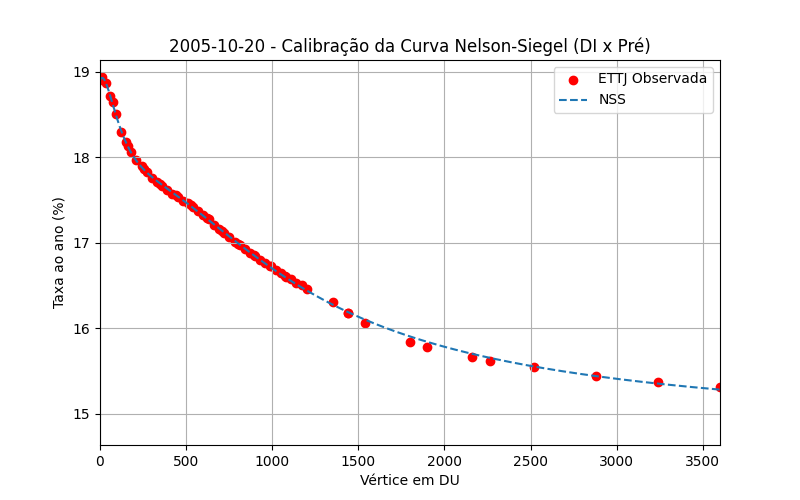 2005-10-20 - Calibração da Curva Nelson-Siegel (DI x Pré)
ETTJ Observada
NSS
Taxa ao ano (%)
19
18
17
16
15
0 500 1000 1500 2000 2500 3000 3500
Vértice em DU